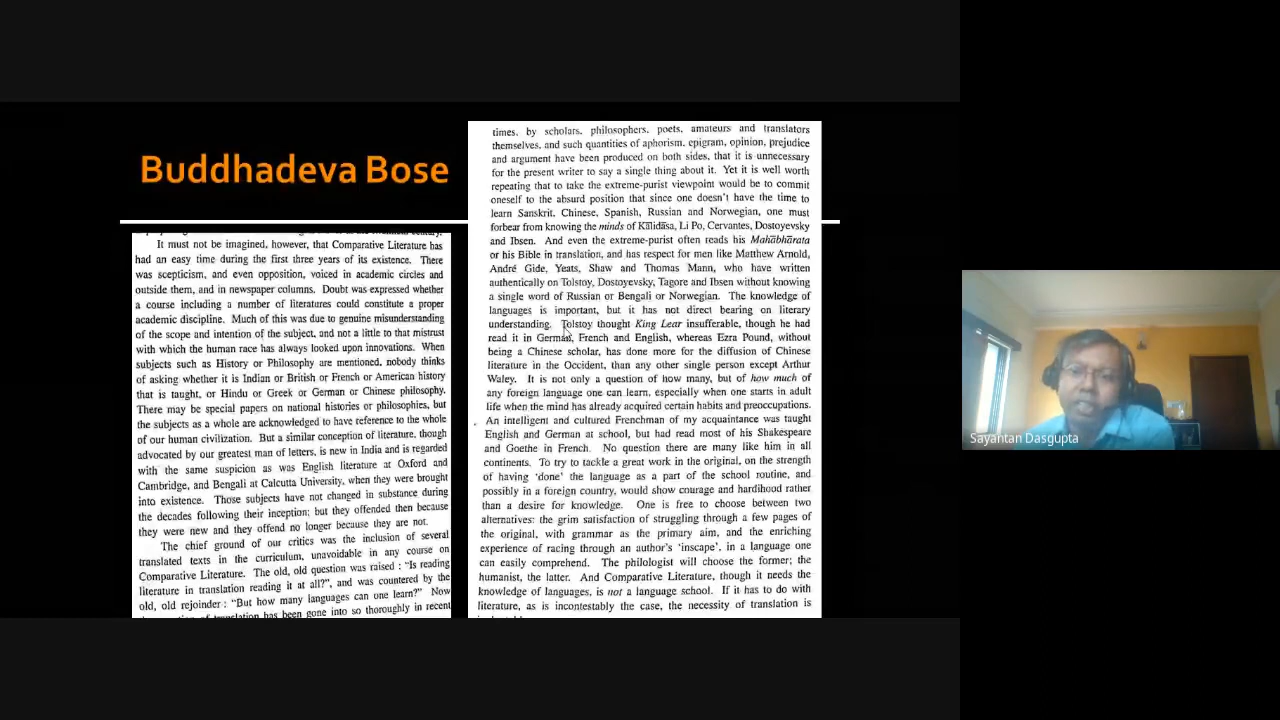 Buddhadeva Bose
It must not be imagined, however, that Comparative Literature has
had an easy time during the first three years of its existence. There
was scepticism, and even opposition, voiced in academic circles and
outside them, and in newspaper columns. Doubt was expressed whether
a course including a number of literatures could constitute a proper
academic discipline. Much of this was due to genuine misunderstanding
of the scope and intention of the subject, and not a little to that mistrust
with which the human race has always looked upon innovations. When
subjects such as History or Philosophy are mentioned, nobody thinks
of asking whether it is Indian or British or French or American history
that is taught, or Hindu or Greek or German or Chinese philosophy.
There may be special papers on national histories or philosophies, but
the subjects as a whole are acknowledged to have reference to the whole
of our human civilization. But a similar conception of literature, though
advocated by our greatest man of letters, is new in India and is regarded
with the same suspicion as was English literature at Oxford and
Cambridge, and Bengali at Calcutta University, when they were brought
into existence. Those subjects have not changed in substance during
the decades following their inception; but they offended then because
they were new and they offend no longer because they are not.
The chief ground of our critics was the inclusion of several
translated texts in the curriculum, unavoidable in any course on
Comparative Literature. The old, old question was raised : “Is reading
literature in translation reading it at all?”, and was countered by the
old, old rejoinder : “But how many languages can one learn?” Now
translation has been gone into so thoroughly in recent
times, by scholars, philosophers, poets, amateurs and translators
themselves, and such quantities of aphorism, epigram, opinion, prejudice
and argument have been produced on both sides, that it is unnecessary
for the present writer to say a single thing about it. Yet it is well worth
repeating that to take the extreme-purist viewpoint would be to commit
oneself to the absurd position that since one doesn't have the time to
learn Sanskrit, Chinese, Spanish, Russian and Norwegian, one must
forbear from knowing the minds of Kālidāsa, Li Po, Cervantes, Dostoyevsky
and Ibsen. And even the extreme-purist often reads his Mahābhārata
or his Bible in translation, and has respect for men like Matthew Arnold,
André Gide, Yeats, Shaw and Thomas Mann, who have written
authentically on Tolstoy, Dostoyevsky, Tagore and Ibsen without knowing
a single word of Russian or Bengali or Norwegian. The knowledge of
languages is important, but it has not direct bearing on literary
understanding. Tolstoy thought King Lear insufferable, though he had
read it in German, French and English, whereas Ezra Pound, without
being a Chinese scholar, has done more for the diffusion of Chinese
literature in the Occident, than any other single person except Arthur
Waley. It is not only a question of how many, but of how much of
any foreign language one can learn, especially when one starts in adult
life when the mind has already acquired certain habits and preoccupations.
An intelligent and cultured Frenchman of my acquaintance was taught
English and German at school, but had read most of his Shakespeare
and Goethe in French. No question there are many like him in all
continents. To try to tackle a great work in the original, on the strength
of having ‘done’ the language as a part of the school routine, and
possibly in a foreign country, would show courage and hardihood rather
than a desire for knowledge. One is free to choose between two
alternatives: the grim satisfaction of struggling through a few pages of
the original, with grammar as the primary aim, and the enriching
experience of racing through an author's ‘inscape’, in a language one
can easily comprehend. The philologist will choose the former; the
humanist, the latter. And Comparative Literature, though it needs the
knowledge of languages, is not a language school. If it has to do with
literature, as is incontestably the case, the necessity of translation is
Sayantan Dasgupta